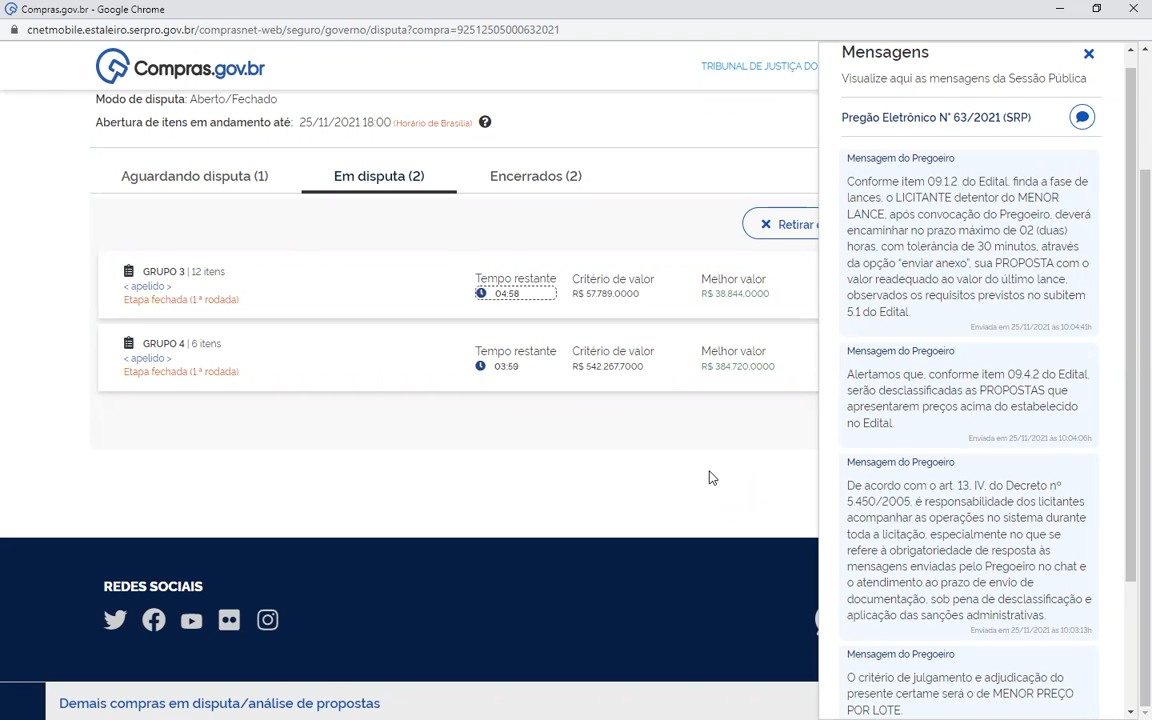 Compras.gov.br - Google Chrome
cnetmobile.estaleiro.serpro.gov.br/comprasnet-web/seguro/governo/disputa?compra=92512505000632021
Compras.gov.br
TRIBUNAL DE JUSTIÇA DO
Modo de disputa: Aberto/Fechado
Abertura de itens em andamento até: 25/11/2021 18:00 (Horário de Brasília)
Aguardando disputa (1)
Em disputa (2)
Encerrados (2)
Retirar
GRUPO 3 | 12 itens
< apelido >
Etapa fechada (1.ª rodada)
Tempo restante
04:58
Critério de valor
R$ 57.789,0000
Melhor valor
R$ 38.844,0000
GRUPO 4 | 6 itens
< apelido >
Etapa fechada (1.ª rodada)
Tempo restante
03:59
Critério de valor
R$ 542.267,7000
Melhor valor
R$ 384.720,0000
REDES SOCIAIS
Demais compras em disputa/análise de propostas
Mensagens
Visualize aqui as mensagens da Sessão Pública
Pregão Eletrônico N° 63/2021 (SRP)
Mensagem do Pregoeiro
Conforme item 09.1.2. do Edital, finda a fase de
lances, o LICITANTE detentor do MENOR
LANCE, após convocação do Pregoeiro, deverá
encaminhar no prazo máximo de 02 (duas)
horas, com tolerância de 30 minutos, através
da opção “enviar anexo”, sua PROPOSTA com o
valor readequado ao valor do último lance,
observados os requisitos previstos no subitem
5.1 do Edital.
Enviada em 25/11/2021 às 10:04:41h
Mensagem do Pregoeiro
Alertamos que, conforme item 09.4.2 do Edital,
serão desclassificadas as PROPOSTAS que
apresentarem preços acima do estabelecido
no Edital.
Enviada em 25/11/2021 às 10:04:06h
Mensagem do Pregoeiro
De acordo com o art. 13, IV, do Decreto nº
5.450/2005, é responsabilidade dos licitantes
acompanhar as operações no sistema durante
toda a licitação, especialmente no que se
refere à obrigatoriedade de resposta às
mensagens enviadas pelo Pregoeiro no chat e
o atendimento ao prazo de envio de
documentação, sob pena de desclassificação e
aplicação das sanções administrativas.
Enviada em 25/11/2021 às 10:03:13h
Mensagem do Pregoeiro
O critério de julgamento e adjudicação do
presente certame será o de MENOR PREÇO
POR LOTE.